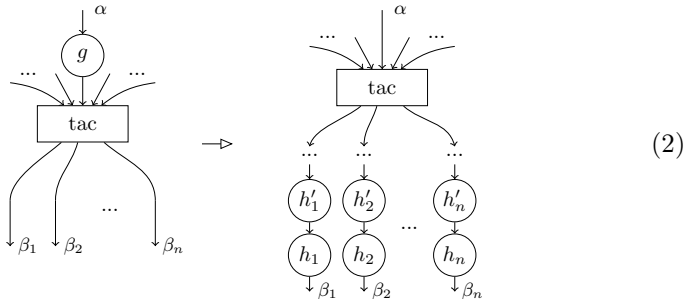 α α
g
... ... ... ...
tac tac
... ... ...
(2)
h′₁ h′₂ h′ₙ
... ...
h₁ h₂ hₙ
β₁ β₂ βₙ
β₁ β₂ βₙ